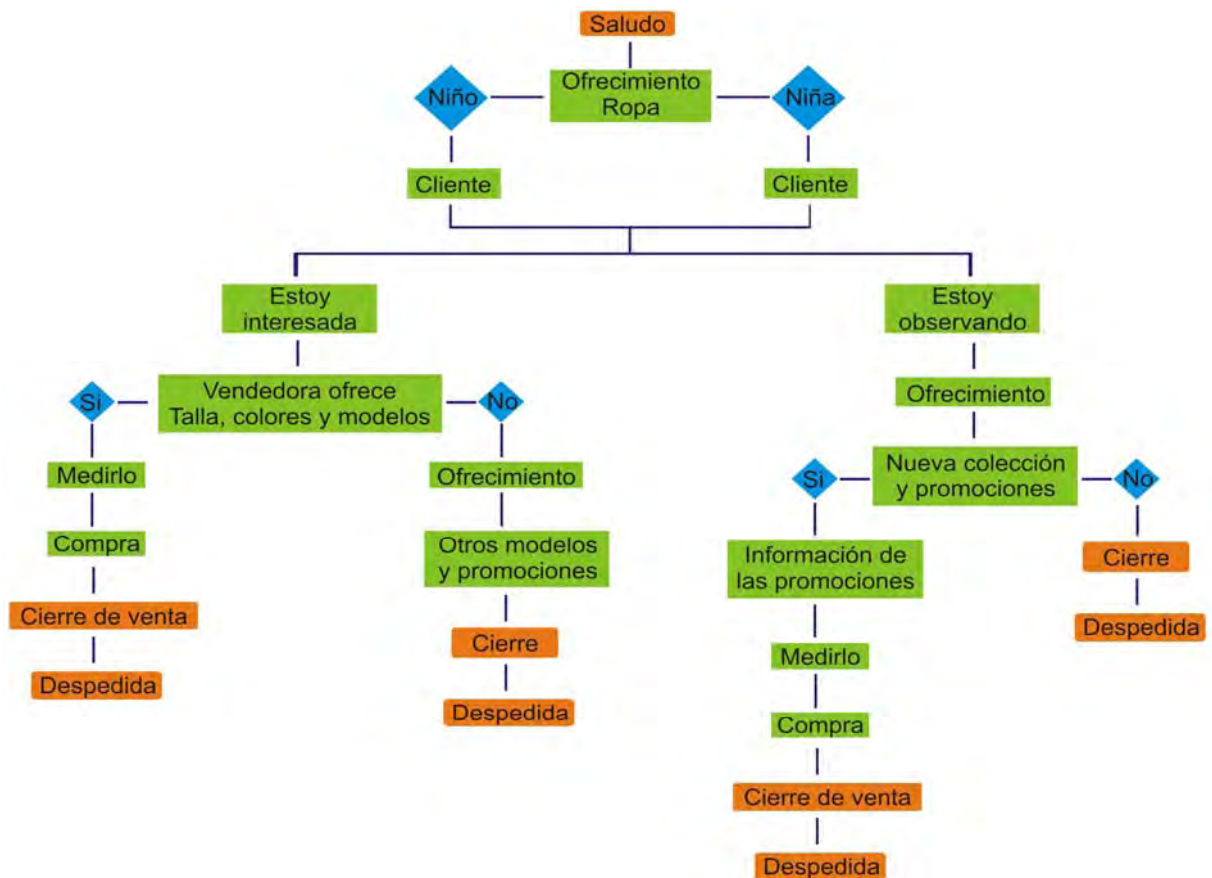 Saludo
Niño
Ofrecimiento
Ropa
Niña
Cliente
Cliente
Estoy
interesada
Estoy
observando
Si
Vendedora ofrece
Talla, colores y modelos
No
Ofrecimiento
Medirlo
Ofrecimiento
Si
Nueva colección
y promociones
No
Compra
Otros modelos
y promociones
Información de
las promociones
Cierre
Cierre de venta
Cierre
Despedida
Medirlo
Despedida
Despedida
Compra
Cierre de venta
Despedida